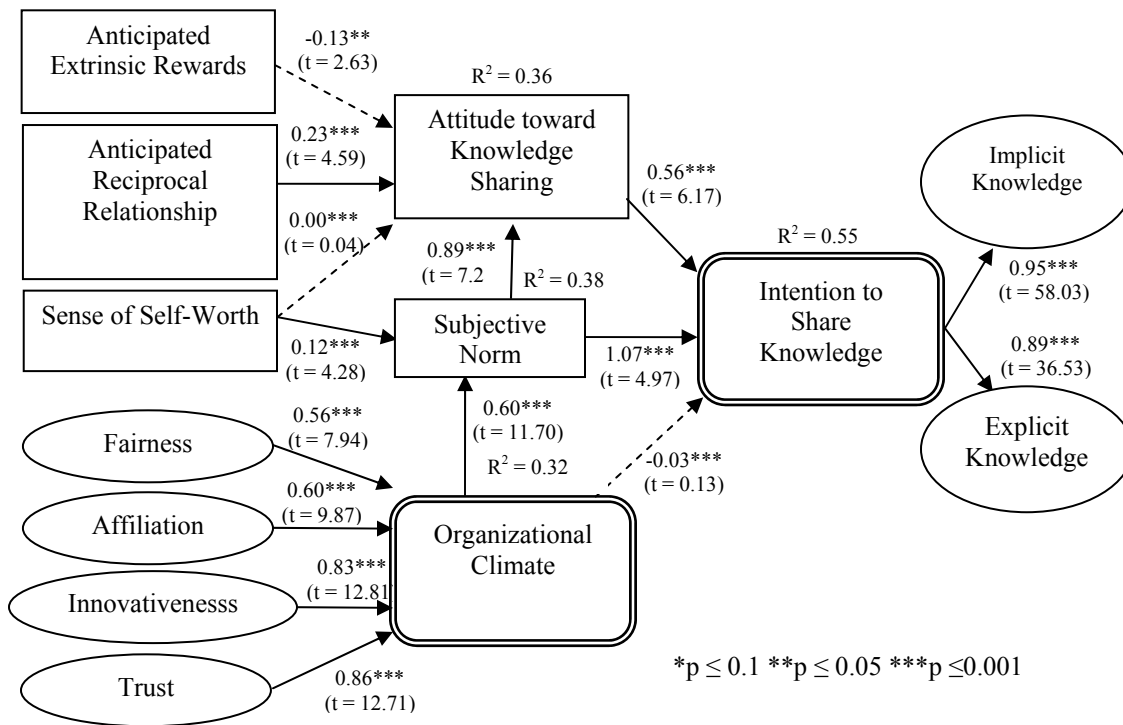 Anticipated
Extrinsic Rewards
-0.13**
(t = 2.63)
R² = 0.36
Attitude toward
Knowledge
Sharing
Anticipated
Reciprocal
Relationship
0.23***
(t = 4.59)
0.00***
(t = 0.04)
0.56***
(t = 6.17)
Implicit
Knowledge
0.89***
(t = 7.2
R² = 0.38
R² = 0.55
Sense of Self-Worth
Subjective
Norm
Intention to
Share
Knowledge
0.95***
(t = 58.03)
0.12***
(t = 4.28)
1.07***
(t = 4.97)
0.89***
(t = 36.53)
Fairness
0.56***
(t = 7.94)
0.60***
(t = 11.70)
R² = 0.32
-0.03***
(t = 0.13)
Explicit
Knowledge
Affiliation
0.60***
(t = 9.87)
Organizational
Climate
Innovativenesss
0.83***
(t = 12.81
Trust
0.86***
(t = 12.71)
*p ≤ 0.1 **p ≤ 0.05 ***p ≤0.001